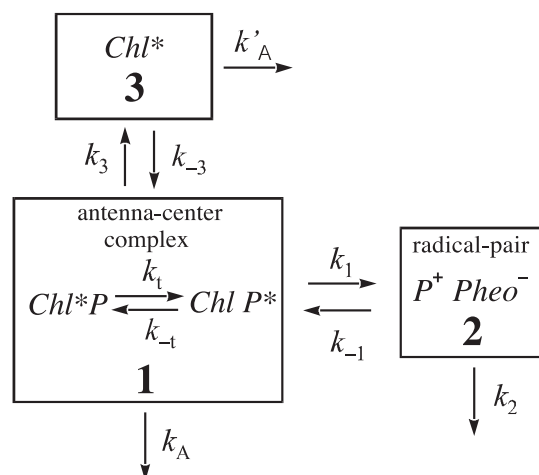 Chl*
3
k’A
k3
k−3
antenna-center
complex
kt
Chl*P
Chl P*
k−t
1
kA
k1
k−1
radical-pair
P+ Pheo−
2
k2